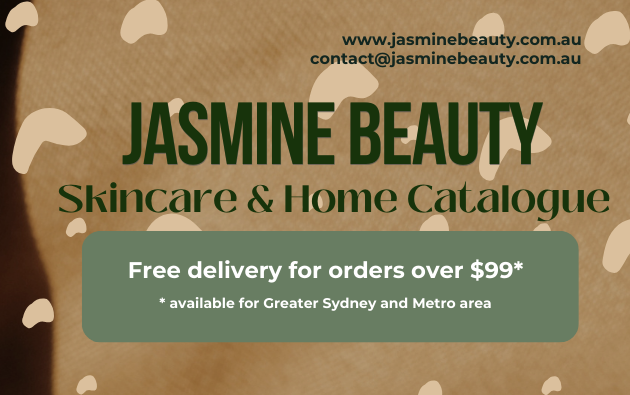 www.jasminebeauty.com.au
contact@jasminebeauty.com.au
JASMINE BEAUTY
Skincare & Home Catalogue
Free delivery for orders over $99*
* available for Greater Sydney and Metro area